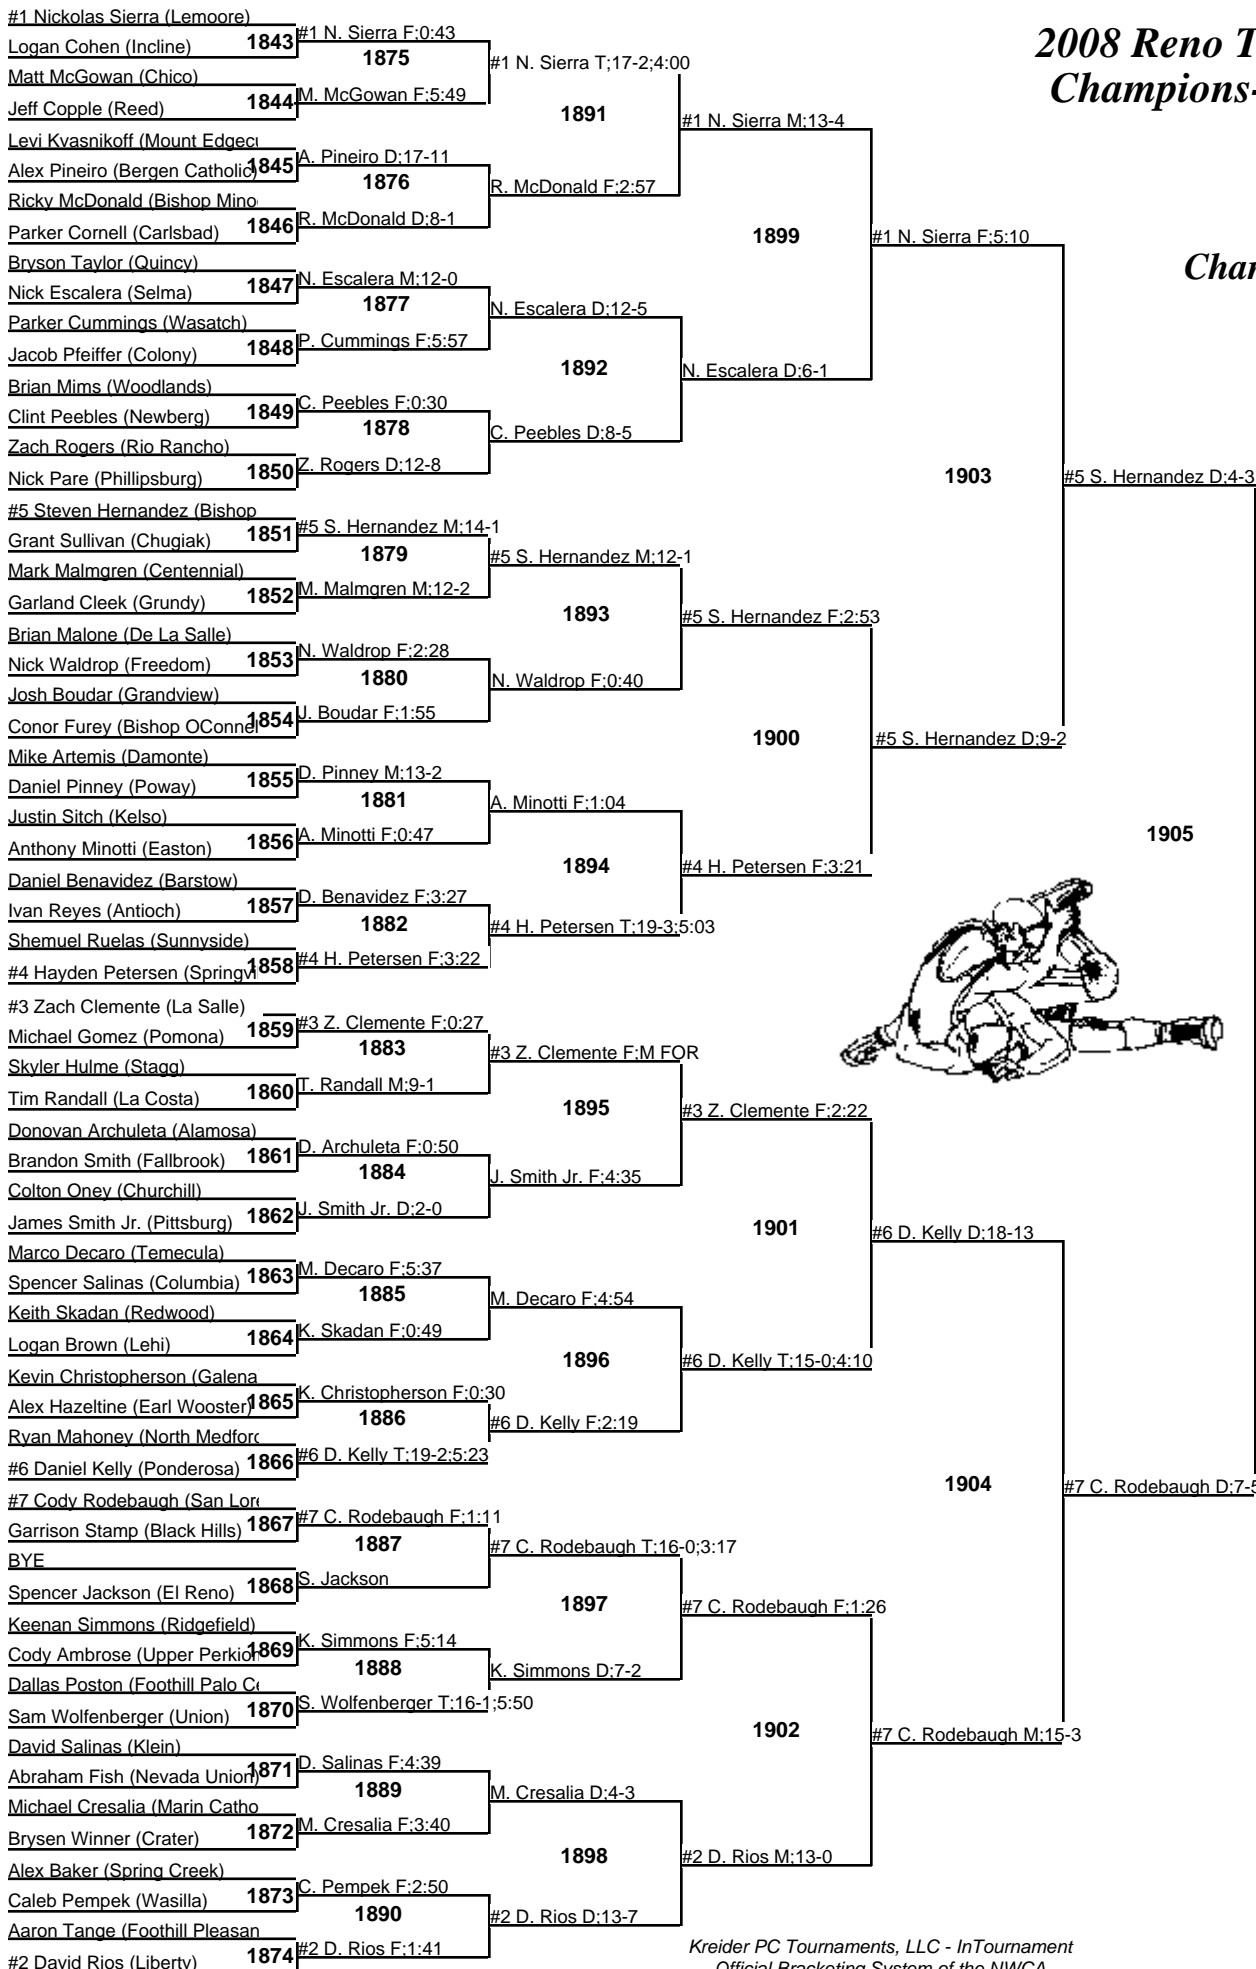 2008 Reno T
Champions-
Char
#1 Nickolas Sierra (Lemoore)
Logan Cohen (Incline)
1843
Matt McGowan (Chico)
Jeff Copple (Reed)
1844
Levi Kvasnikoff (Mount Edgecu
Alex Pineiro (Bergen Catholic)
1845
Ricky McDonald (Bishop Mino
Parker Cornell (Carlsbad)
1846
Bryson Taylor (Quincy)
Nick Escalera (Selma)
1847
Parker Cummings (Wasatch)
Jacob Pfeiffer (Colony)
1848
Brian Mims (Woodlands)
Clint Peebles (Newberg)
1849
Zach Rogers (Rio Rancho)
Nick Pare (Phillipsburg)
1850
#5 Steven Hernandez (Bishop
Grant Sullivan (Chugiak)
1851
Mark Malmgren (Centennial)
Garland Cleek (Grundy)
1852
Brian Malone (De La Salle)
Nick Waldrop (Freedom)
1853
Josh Boudar (Grandview)
Conor Furey (Bishop OConnel
1854
Mike Artemis (Damonte)
Daniel Pinney (Poway)
1855
Justin Sitch (Kelso)
Anthony Minotti (Easton)
1856
Daniel Benavidez (Barstow)
Ivan Reyes (Antioch)
1857
Shemuel Ruelas (Sunnyside)
#4 Hayden Petersen (Springvi
1858
#3 Zach Clemente (La Salle)
Michael Gomez (Pomona)
1859
Skyler Hulme (Stagg)
Tim Randall (La Costa)
1860
Donovan Archuleta (Alamosa)
Brandon Smith (Fallbrook)
1861
Colton Oney (Churchill)
James Smith Jr. (Pittsburg)
1862
Marco Decaro (Temecula)
Spencer Salinas (Columbia)
1863
Keith Skadan (Redwood)
Logan Brown (Lehi)
1864
Kevin Christopherson (Galena
Alex Hazeltine (Earl Wooster)
1865
Ryan Mahoney (North Medford
#6 Daniel Kelly (Ponderosa)
1866
#7 Cody Rodebaugh (San Lore
Garrison Stamp (Black Hills)
1867
BYE
Spencer Jackson (El Reno)
1868
Keenan Simmons (Ridgefield)
Cody Ambrose (Upper Perkion
1869
Dallas Poston (Foothill Palo Ce
Sam Wolfenberger (Union)
1870
David Salinas (Klein)
Abraham Fish (Nevada Union)
1871
Michael Cresalia (Marin Catho
Brysen Winner (Crater)
1872
Alex Baker (Spring Creek)
Caleb Pempek (Wasilla)
1873
Aaron Tange (Foothill Pleasan
#2 David Rios (Liberty)
1874
#1 N. Sierra F;0:43
1875
M. McGowan F;5:49
A. Pineiro D;17-11
1876
R. McDonald D;8-1
N. Escalera M;12-0
1877
P. Cummings F;5:57
C. Peebles F;0:30
1878
Z. Rogers D;12-8
#5 S. Hernandez M;14-1
1879
M. Malmgren M;12-2
N. Waldrop F;2:28
1880
J. Boudar F;1:55
D. Pinney M;13-2
1881
A. Minotti F;0:47
D. Benavidez F;3:27
1882
#4 H. Petersen F;3:22
#3 Z. Clemente F;0:27
1883
T. Randall M;9-1
D. Archuleta F;0:50
1884
J. Smith Jr. D;2-0
M. Decaro F;5:37
1885
K. Skadan F;0:49
K. Christopherson F;0:30
1886
#6 D. Kelly T;19-2;5:23
#7 C. Rodebaugh F;1:11
1887
S. Jackson
K. Simmons F;5:14
1888
S. Wolfenberger T;16-1;5:50
D. Salinas F;4:39
1889
M. Cresalia F;3:40
C. Pempek F;2:50
1890
#2 D. Rios F;1:41
#1 N. Sierra T;17-2;4:00
1891
R. McDonald F;2:57
N. Escalera D;12-5
1892
C. Peebles D;8-5
#5 S. Hernandez M;12-1
1893
N. Waldrop F;0:40
A. Minotti F;1:04
1894
#4 H. Petersen T;19-3;5:03
#3 Z. Clemente F;M FOR
1895
J. Smith Jr. F;4:35
M. Decaro F;4:54
1896
#6 D. Kelly F;2:19
#7 C. Rodebaugh T;16-0;3:17
1897
K. Simmons D;7-2
M. Cresalia D;4-3
1898
#2 D. Rios D;13-7
#1 N. Sierra M;13-4
1899
N. Escalera D;6-1
#5 S. Hernandez F;2:53
1900
#4 H. Petersen F;3:21
#3 Z. Clemente F;2:22
1901
#6 D. Kelly T;15-0;4:10
#7 C. Rodebaugh F;1:26
1902
#2 D. Rios M;13-0
#1 N. Sierra F;5:10
1903
#5 S. Hernandez D;9-2
#6 D. Kelly D;18-13
1904
#7 C. Rodebaugh M;15-3
#5 S. Hernandez D;4-3
1905
#7 C. Rodebaugh D;7-5
Kreider PC Tournaments, LLC - InTournament
Official Bracketing System of the NWCA